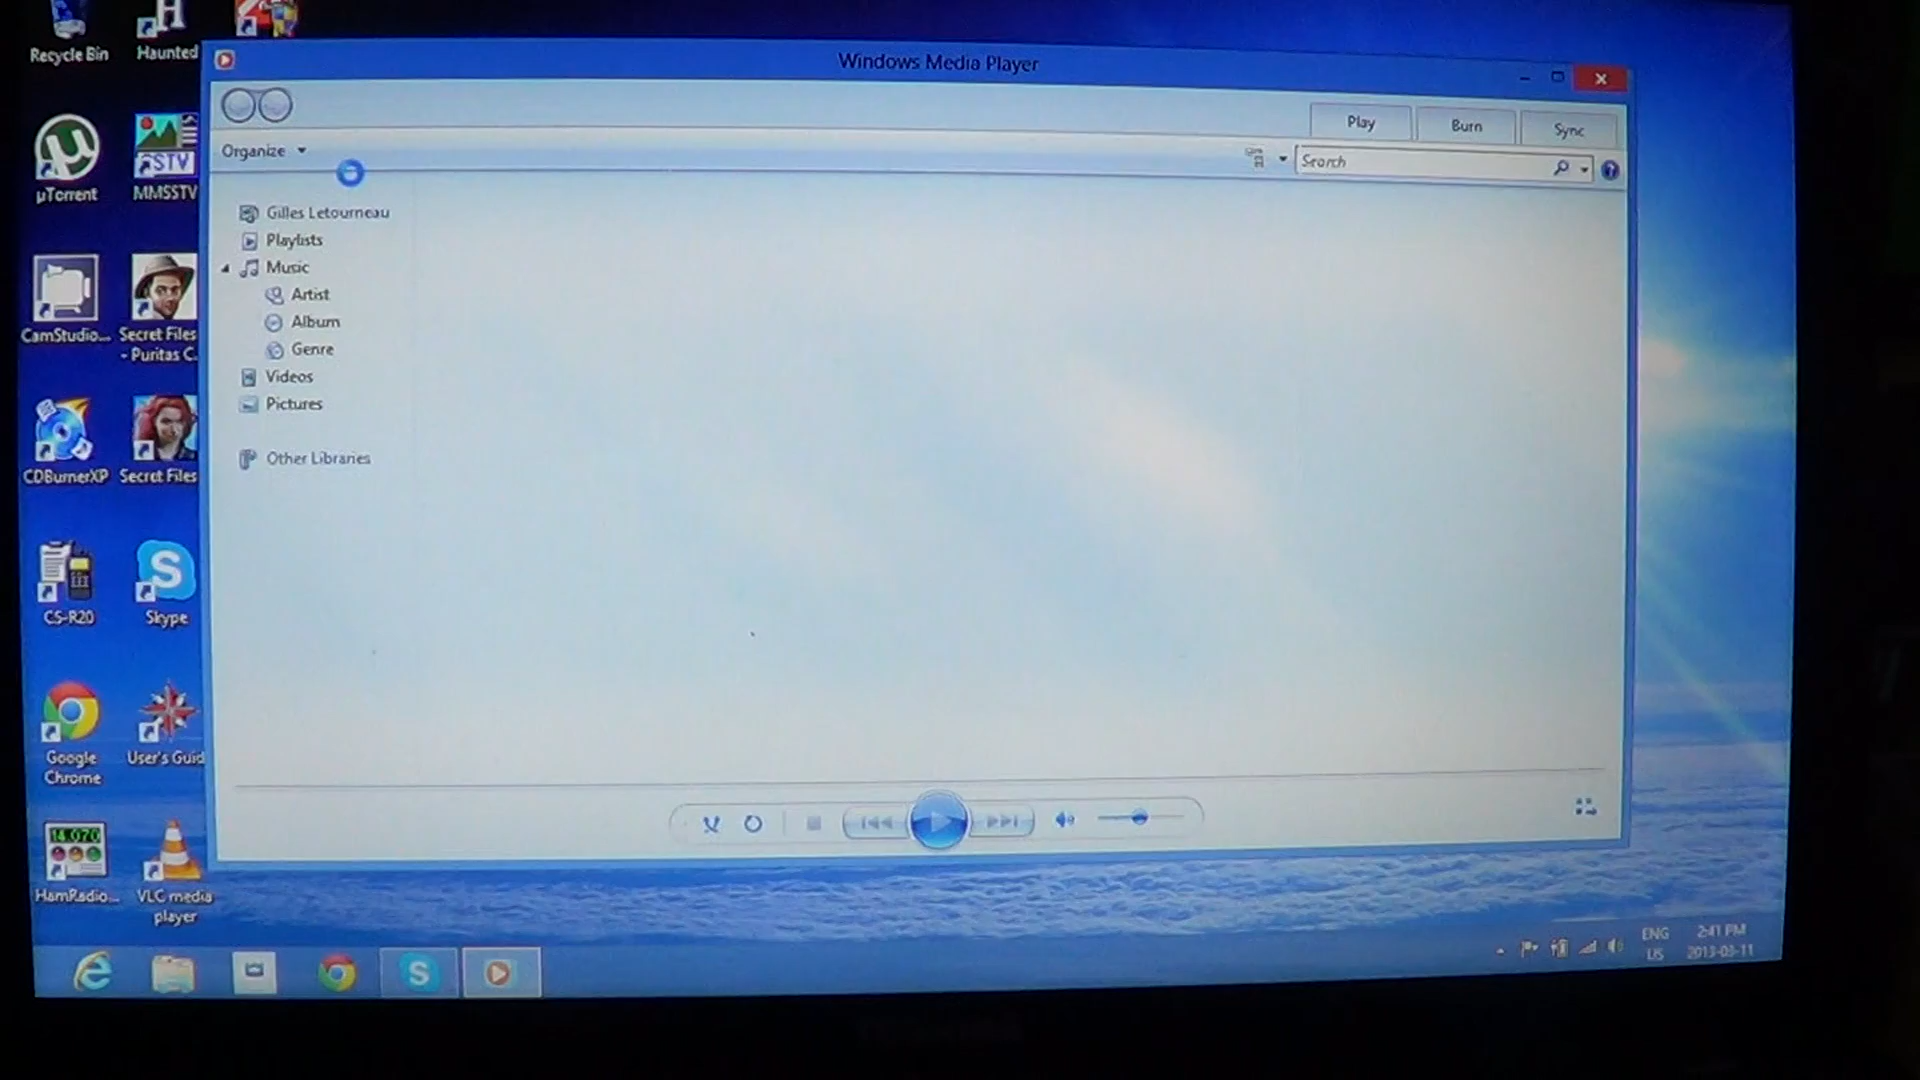 Recycle Bin
Haunted
Windows Media Player
Play
Burn
Sync
Organize
Search
µTorrent
MMSSTV
Gilles Letourneau
Playlists
Music
Artist
Album
Genre
Videos
Pictures
Other Libraries
CamStudio...
Secret Files
- Puritas C...
CDBurnerXP
Secret Files
CS-R20
Skype
Google
Chrome
User's Guid
14.070
HamRadio...
VLC media
player
ENG
US
2:41 PM
2013-03-11